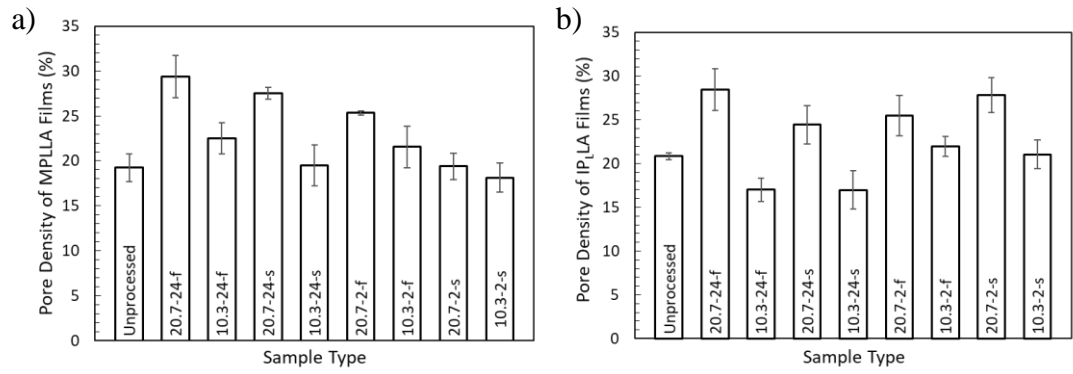 a)
Pore Density of MPLLA Films (%)
35
30
25
20
15
10
5
0
Unprocessed
20.7-24-f
10.3-24-f
20.7-24-s
10.3-24-s
20.7-2-f
10.3-2-f
20.7-2-s
10.3-2-s
Sample Type
b)
Pore Density of IPLLA Films (%)
35
30
25
20
15
10
5
0
Unprocessed
20.7-24-f
10.3-24-f
20.7-24-s
10.3-24-s
20.7-2-f
10.3-2-f
20.7-2-s
10.3-2-s
Sample Type